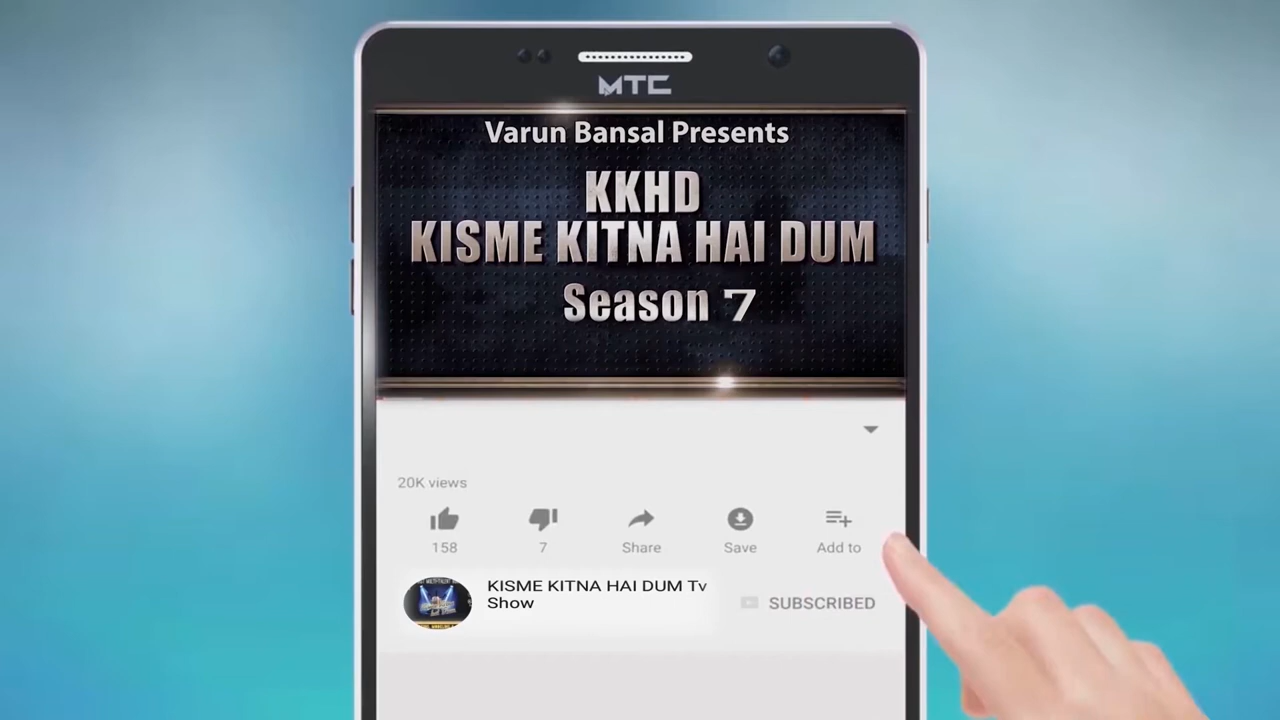 MTC
Varun Bansal Presents
KKHD
KISME KITNA HAI DUM
Season 7
20K views
158
7
Share
Save
Add to
KISME KITNA HAI DUM Tv
Show
SUBSCRIBED